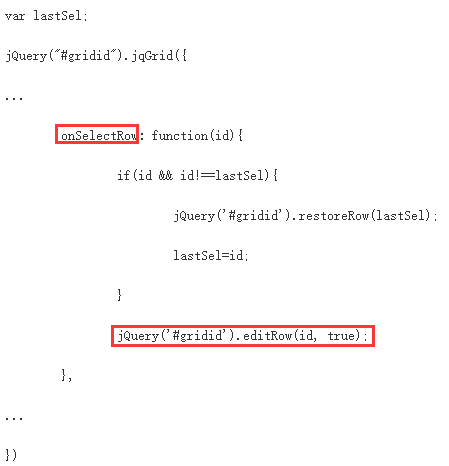 var lastSel;
jQuery("#gridid").jqGrid({
...
onSelectRow: function(id){
if(id && id!==lastSel){
jQuery('#gridid').restoreRow(lastSel);
lastSel=id;
}
jQuery('#gridid').editRow(id, true);
},
...
})